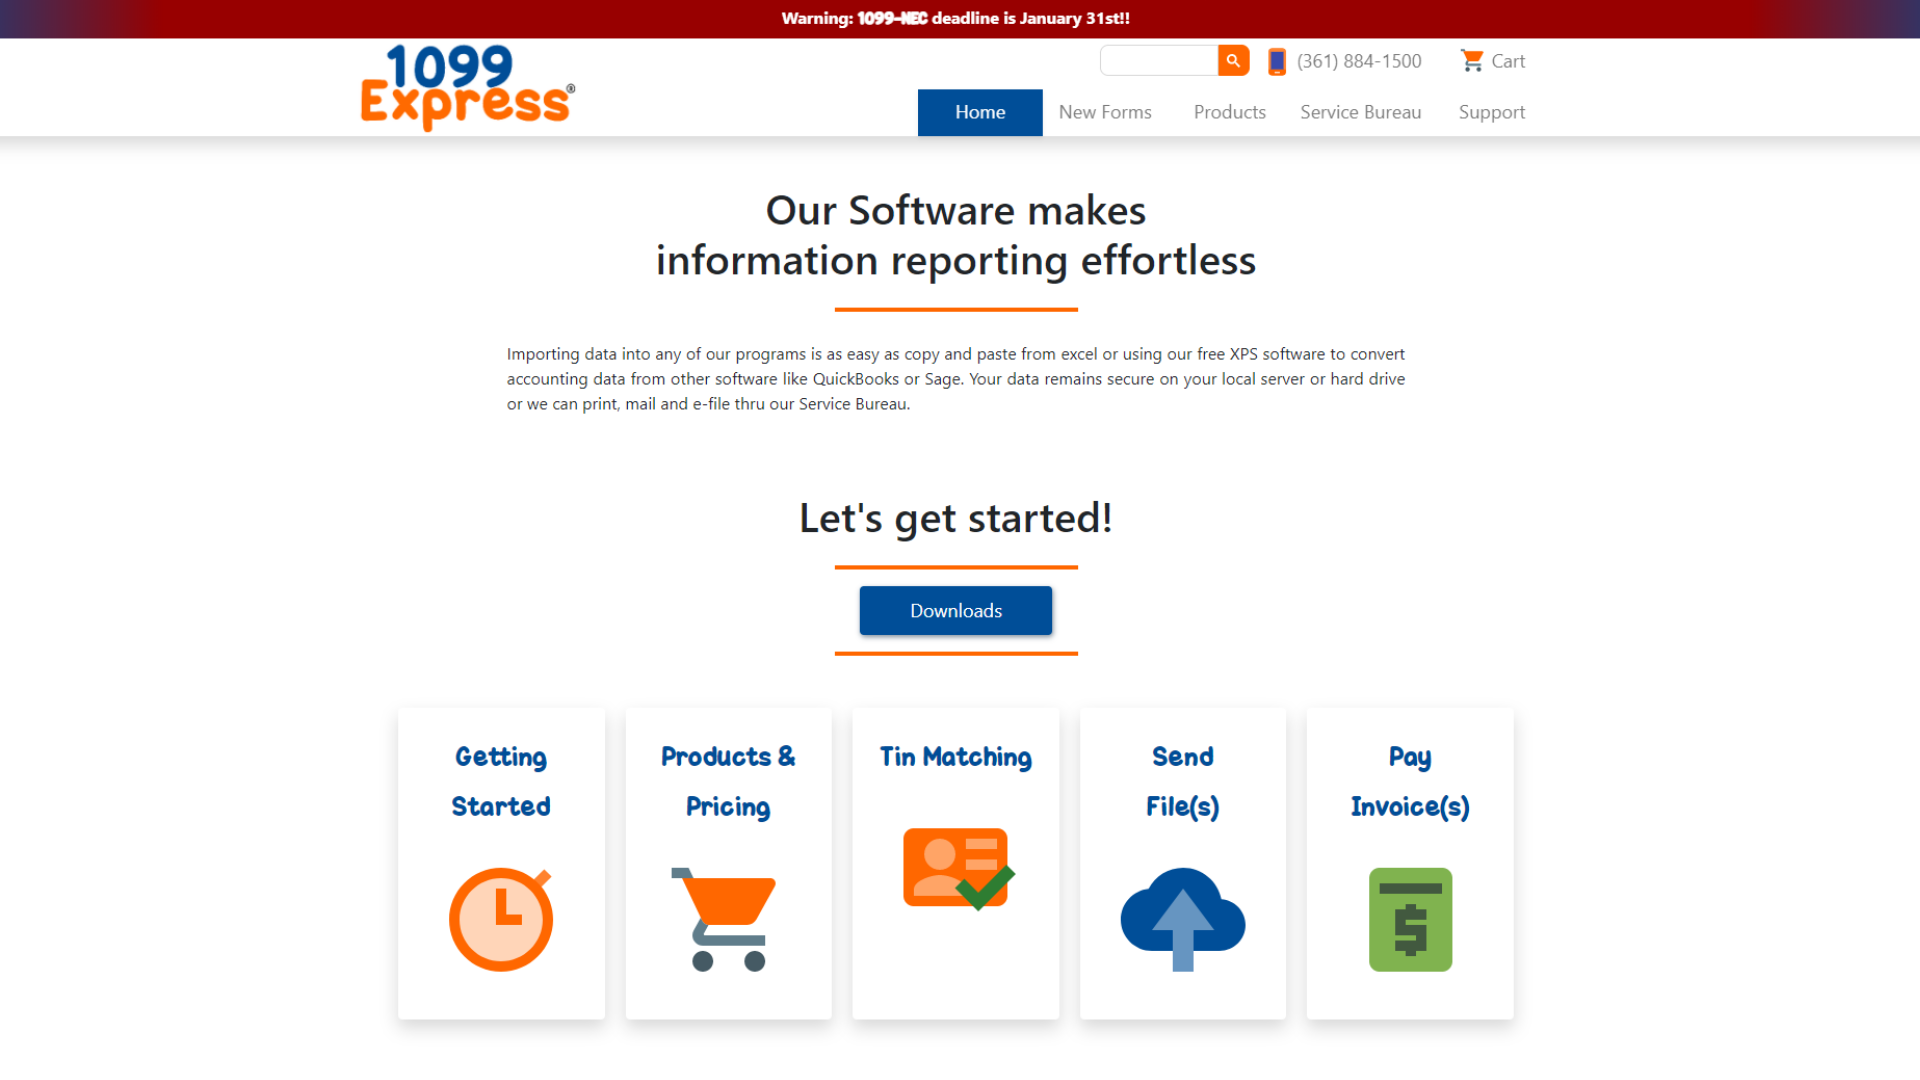 Warning: 1099-NEC deadline is January 31st!!
1099
Express®
(361) 884-1500
Cart
Home
New Forms
Products
Service Bureau
Support
Our Software makes
information reporting effortless
Importing data into any of our programs is as easy as copy and paste from excel or using our free XPS software to convert
accounting data from other software like QuickBooks or Sage. Your data remains secure on your local server or hard drive
or we can print, mail and e-file thru our Service Bureau.
Let's get started!
Downloads
Getting
Started
Products &
Pricing
Tin Matching
Send
File(s)
Pay
Invoice(s)
$